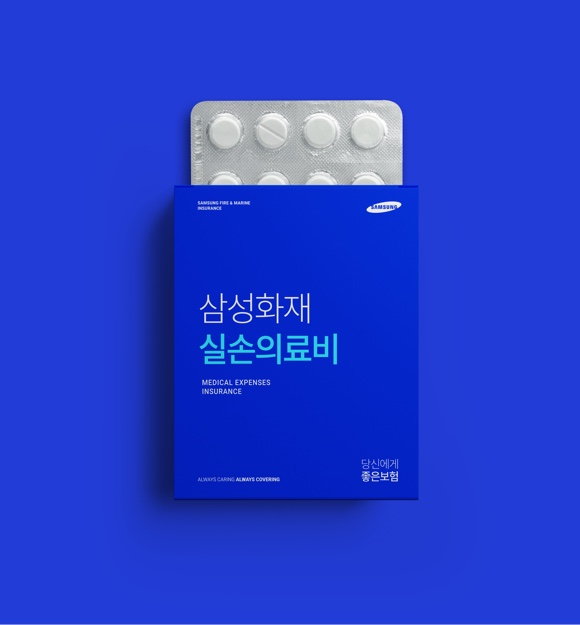 SAMSUNG FIRE & MARINE
INSURANCE
SAMSUNG
삼성화재
실손의료비
MEDICAL EXPENSES
INSURANCE
ALWAYS CARING ALWAYS COVERING
당신에게
좋은보험